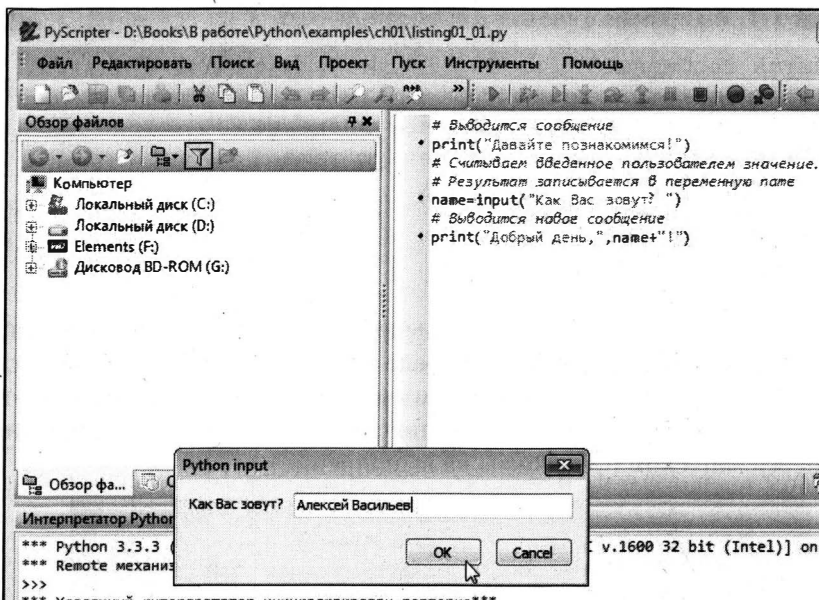 PyScripter - D:\Books\В работе\Python\examples\ch01\listing01_01.py
Файл Редактировать Поиск Вид Проект Пуск Инструменты Помощь
Обзор файлов
Компьютер
Локальный диск (C:)
Локальный диск (D:)
Elements (F:)
Дисковод BD-ROM (G:)
# Выводится сообщение
print("Давайте познакомимся!")
# Считываем введенное пользователем значение.
# Результат записывается в переменную name
name=input("Как Вас зовут? ")
# Выводится новое сообщение
print("Добрый день,",name+"!")
Обзор фа...
Python input
Как Вас зовут? Алексей Васильев
OK Cancel
Интерпретатор Python
*** Python 3.3.3 ( v.1600 32 bit (Intel)] on
*** Remote
>>>